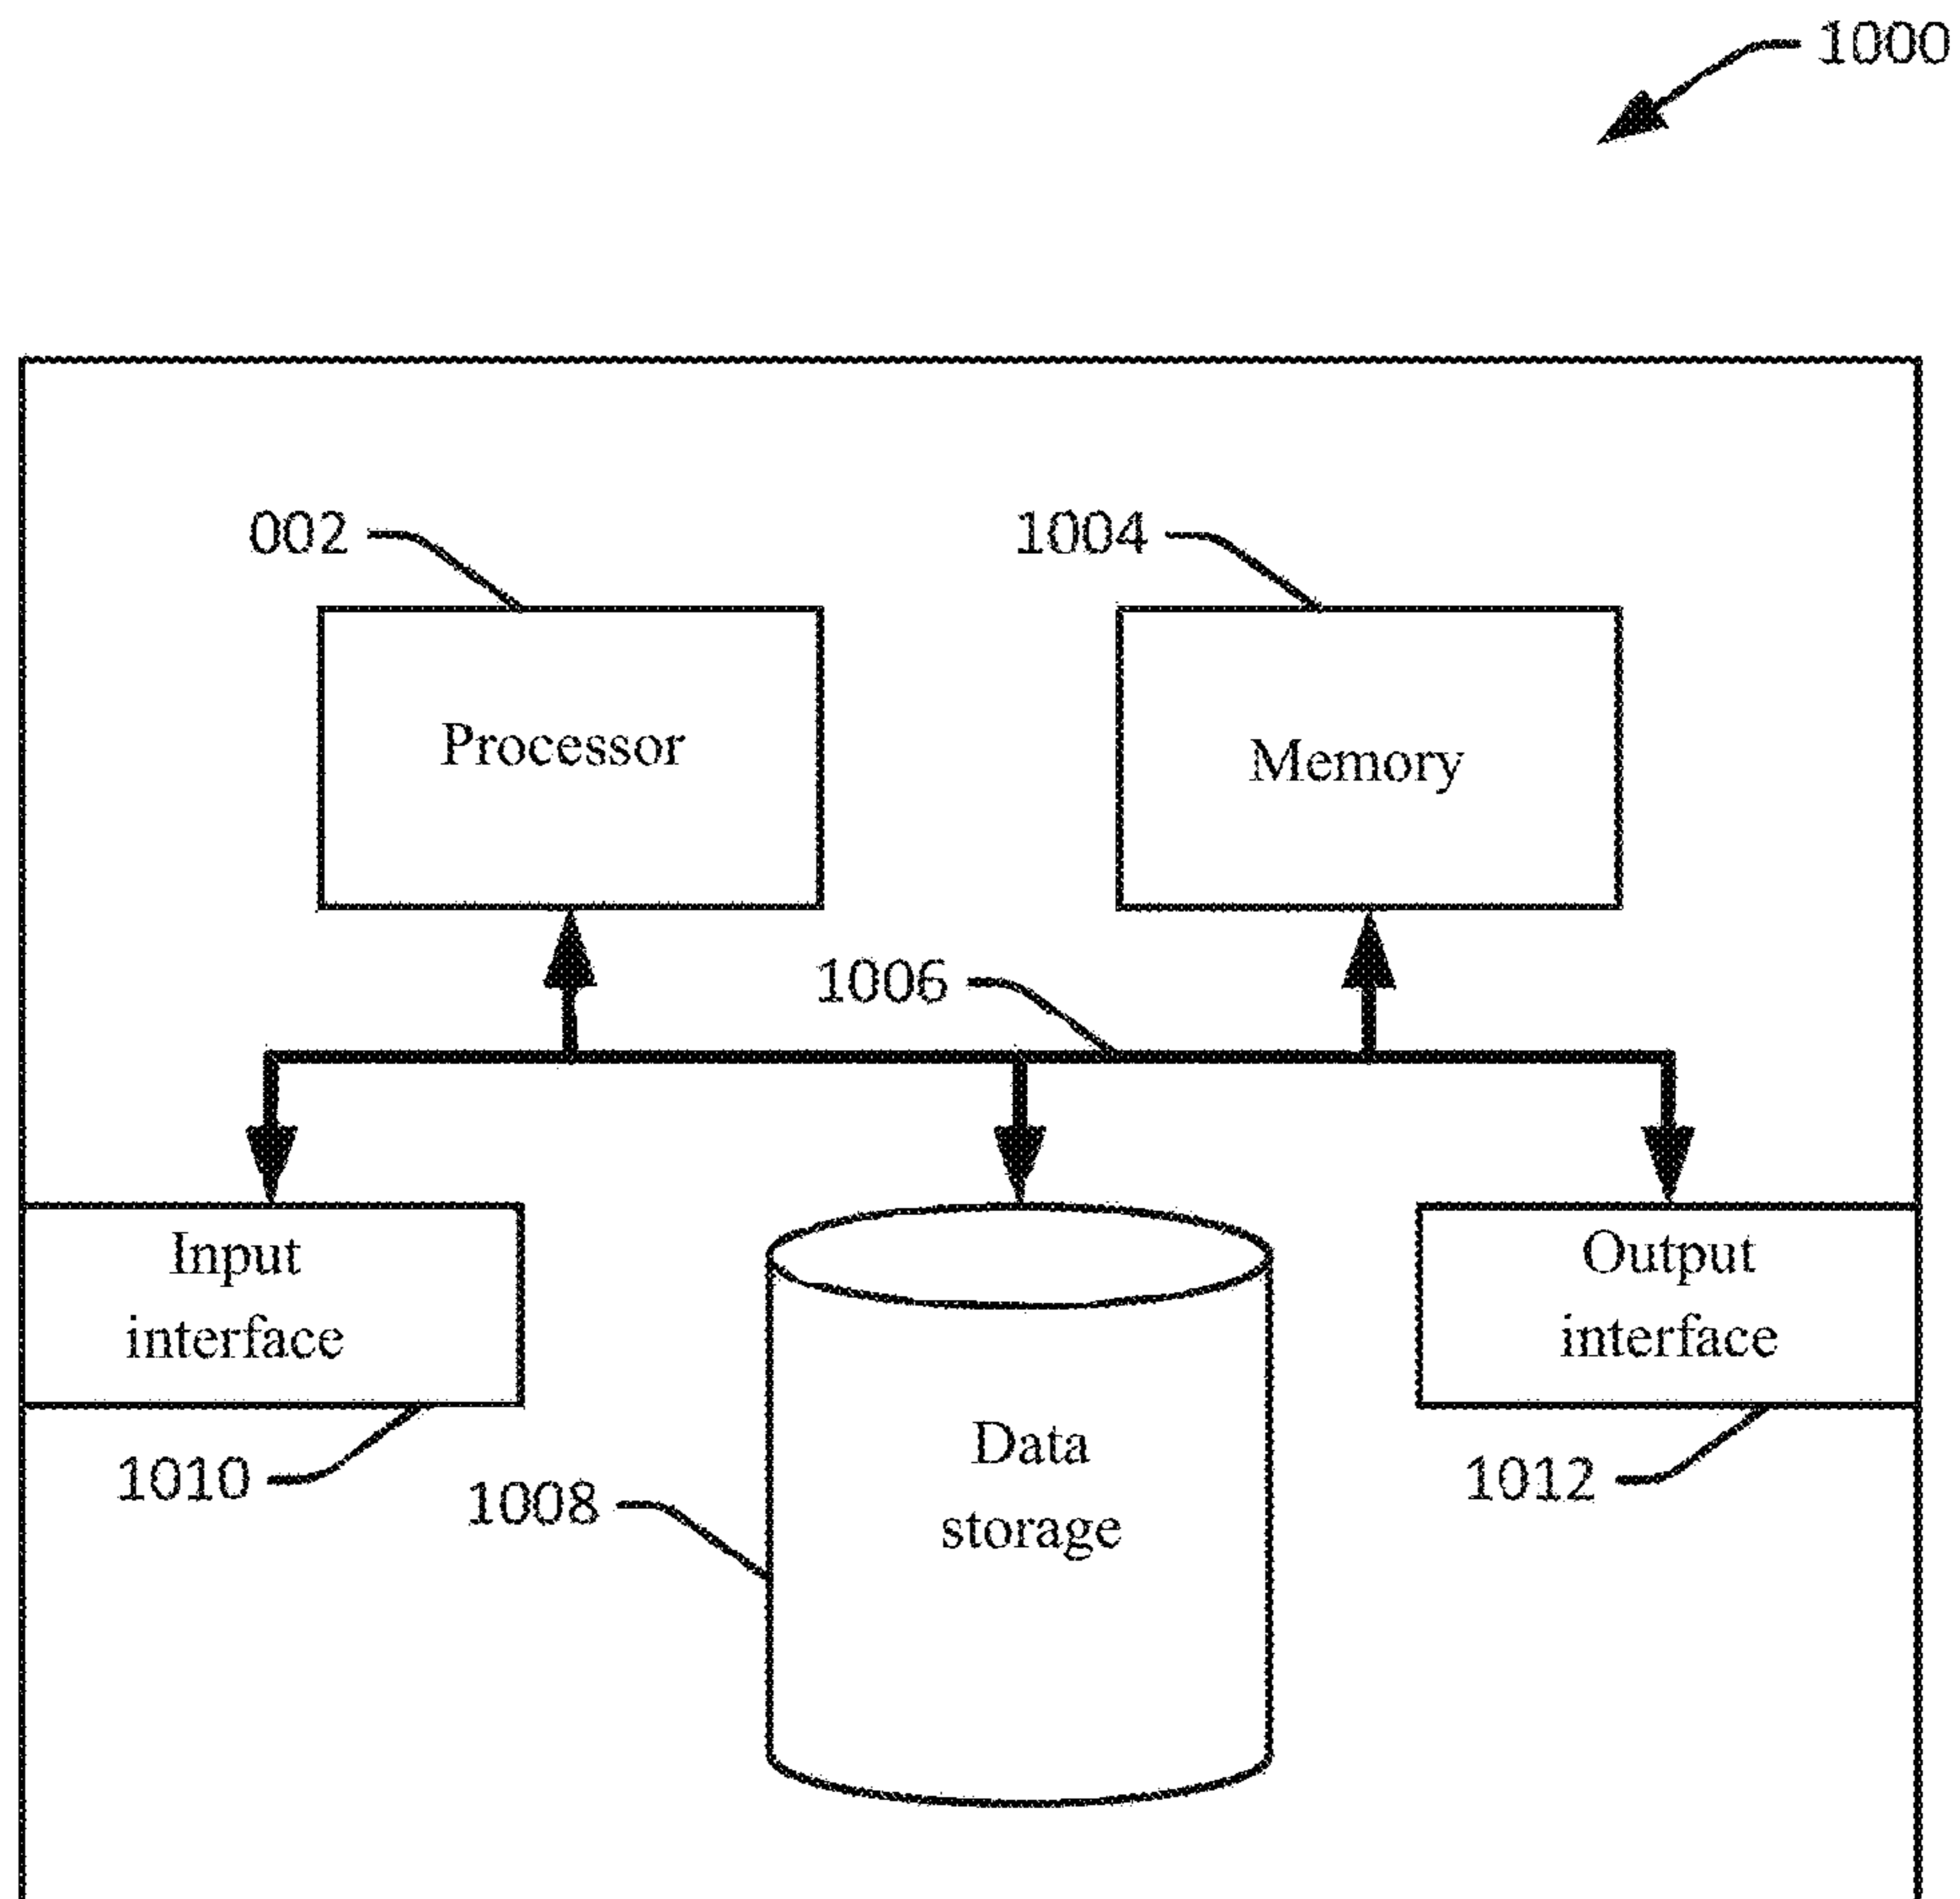 1000
002
1004
Processor
Memory
1006
Input
interface
Output
interface
1010
1008
Data
storage
1012